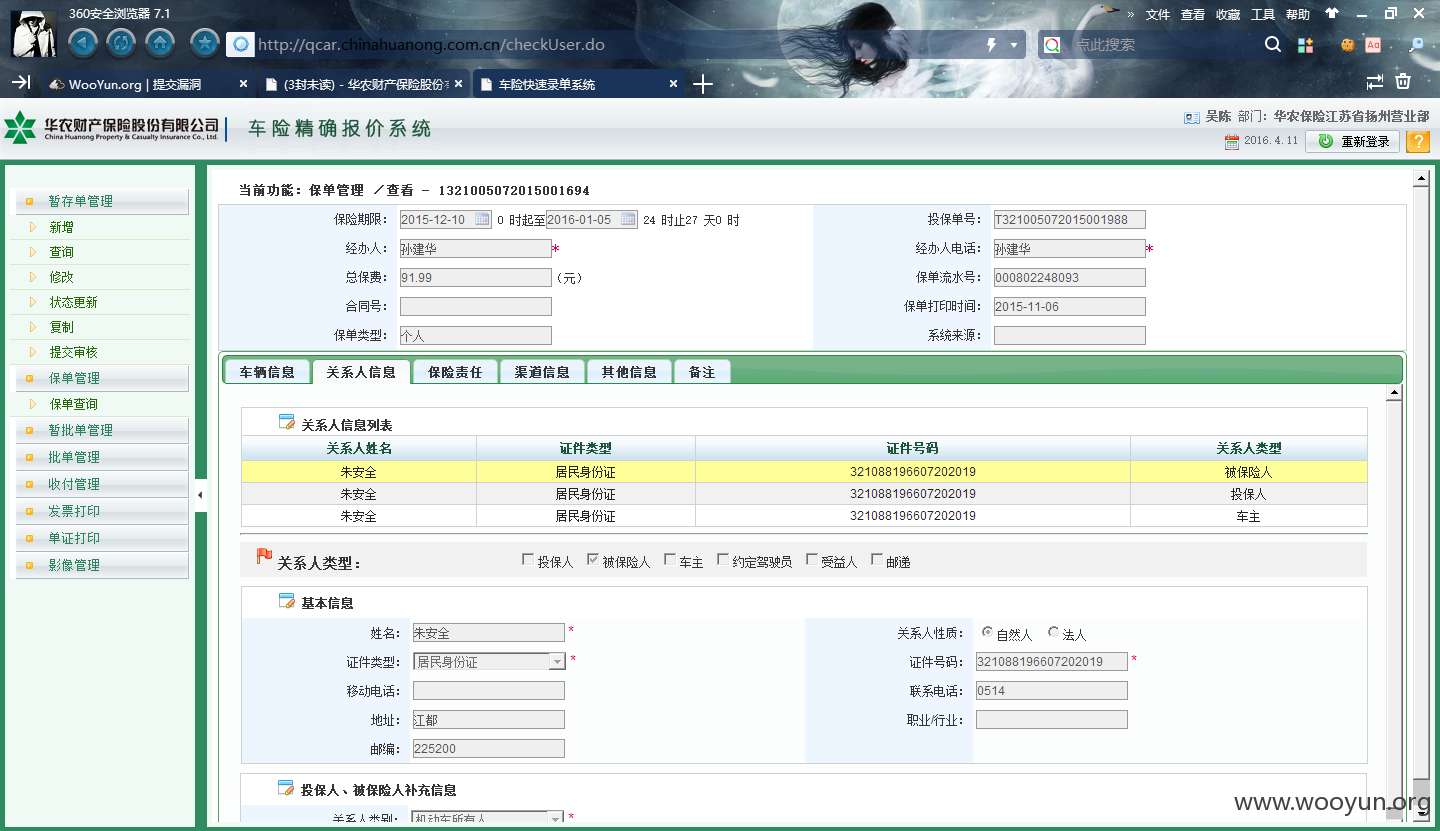 360安全浏览器 7.1
» 文件 查看 收藏 工具 帮助
http://qcar.chinahuanong.com.cn/checkUser.do
点此搜索
WooYun.org | 提交漏洞
(3封未读) - 华农财产保险股份有
车险快速录单系统
华农财产保险股份有限公司
China Huanong Property & Casualty Insurance Co., Ltd.
车险精确报价系统
吴陈 部门: 华农保险江苏省扬州营业部
2016.4.11 重新登录 ?
暂存单管理
新增
查询
修改
状态更新
复制
提交审核
保单管理
保单查询
暂批单管理
批单管理
收付管理
发票打印
单证打印
影像管理
当前功能: 保单管理 ／查看 - 1321005072015001694
保险期限: 2015-12-10 0 时起至 2016-01-05 24 时止27 天0 时
投保单号: T321005072015001988
经办人: 孙建华 *
经办人电话: 孙建华 *
总保费: 91.99 (元)
保单流水号: 000802248093
合同号:
保单打印时间: 2015-11-06
保单类型: 个人
系统来源:
车辆信息 关系人信息 保险责任 渠道信息 其他信息 备注
关系人信息列表
关系人姓名 证件类型 证件号码 关系人类型
朱安全 居民身份证 321088196607202019 被保险人
朱安全 居民身份证 321088196607202019 投保人
朱安全 居民身份证 321088196607202019 车主
关系人类型: 投保人 被保险人 车主 约定驾驶员 受益人 邮递
基本信息
姓名: 朱安全 *
关系人性质: 自然人 法人
证件类型: 居民身份证 *
证件号码: 321088196607202019 *
移动电话:
联系电话: 0514
地址: 江都
职业/行业:
邮编: 225200
投保人、被保险人补充信息
关系人类别: 机动车所有人 *
www.wooyun.org